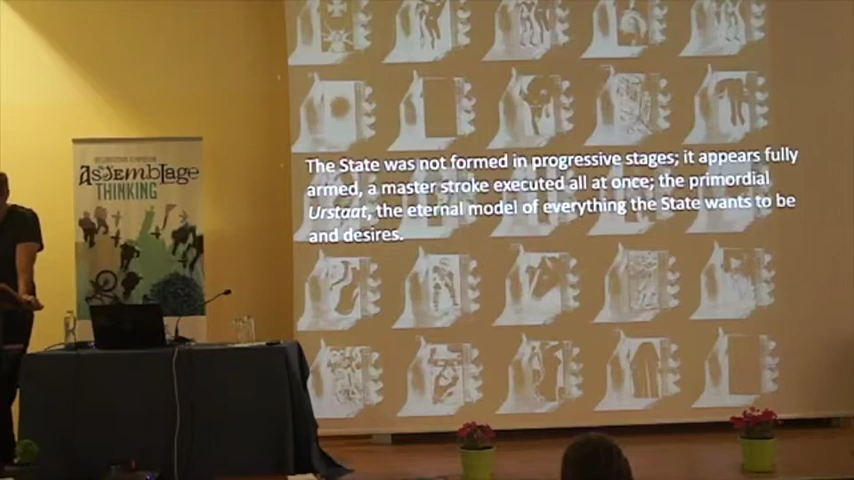 Assemblage
THINKING
The State was not formed in progressive stages; it appears fully
armed, a master stroke executed all at once; the primordial
Urstaat, the eternal model of everything the State wants to be
and desires.